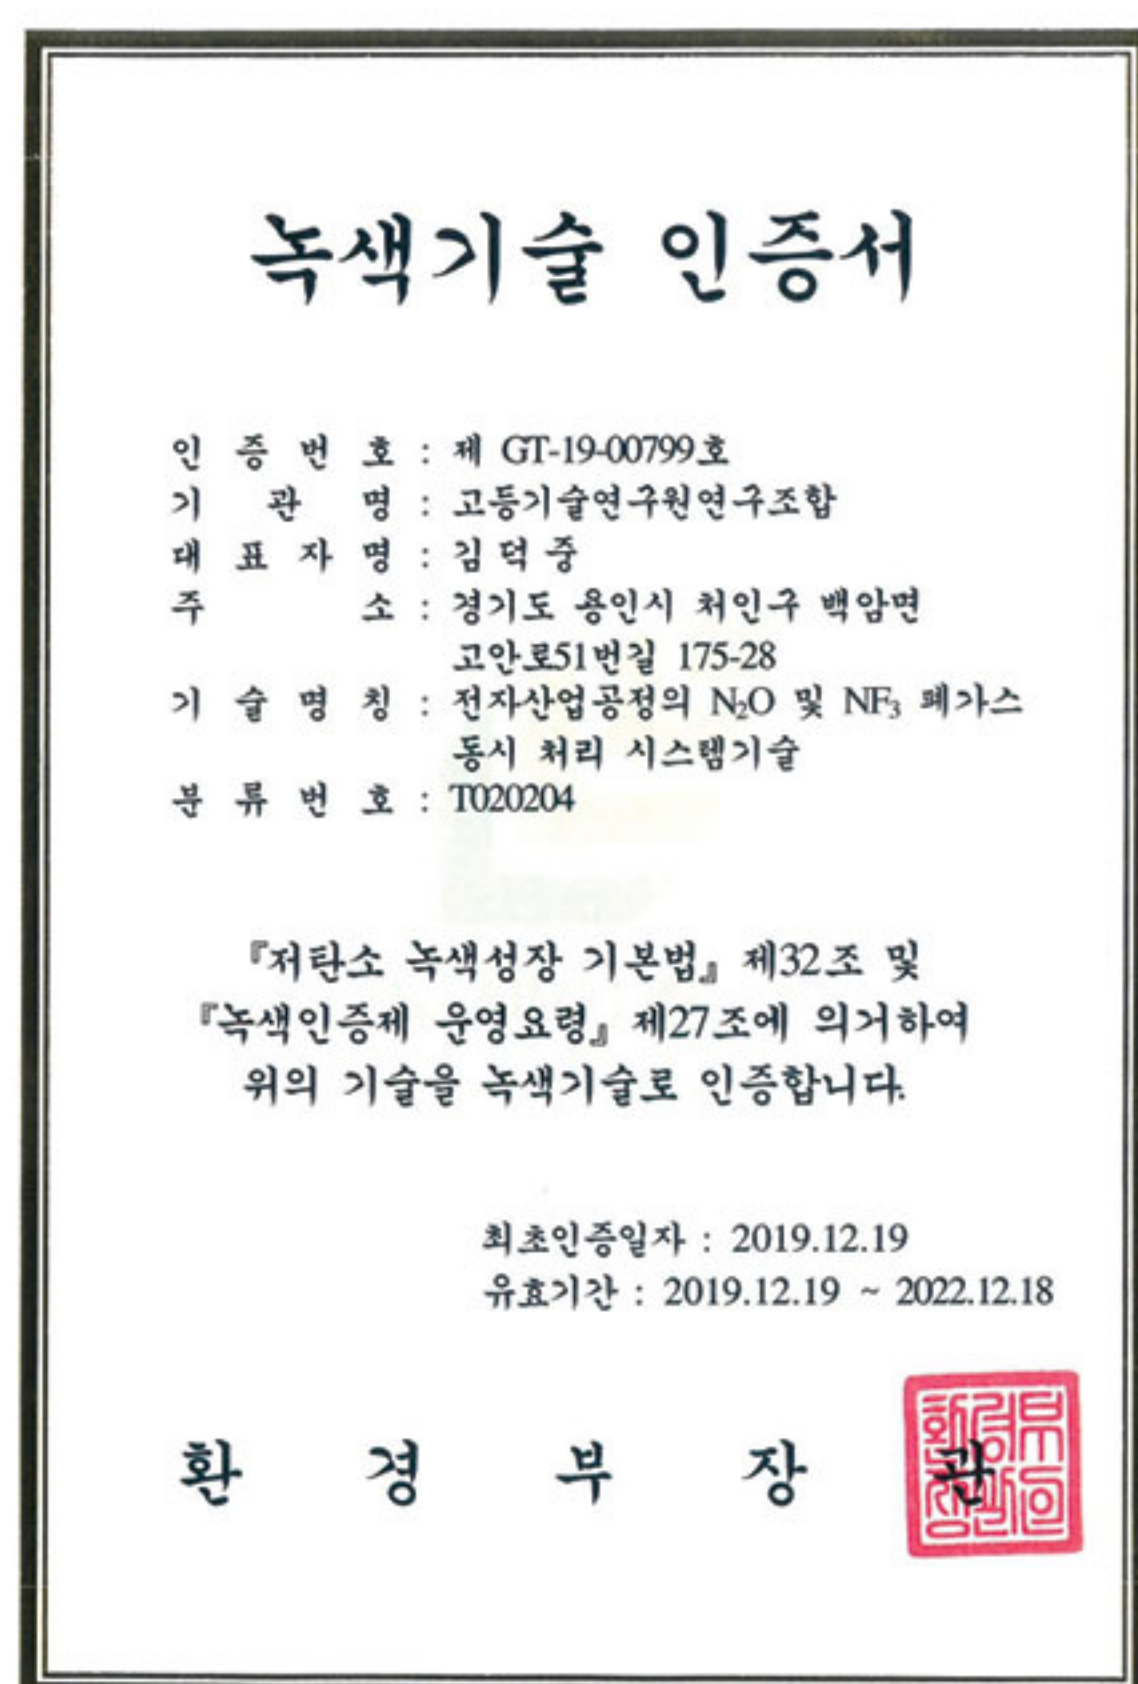 녹색기술 인증서
인 증 번 호 : 제 GT-19-00799호
기 관 명 : 고등기술연구원연구조합
대 표 자 명 : 김 덕 중
주 소 : 경기도 용인시 처인구 백암면
고안로51번길 175-28
기 술 명 칭 : 전자산업공정의 N₂O 및 NF₃ 폐가스
동시 처리 시스템기술
분 류 번 호 : T020204
『저탄소 녹색성장 기본법』 제32조 및
『녹색인증제 운영요령』 제27조에 의거하여
위의 기술을 녹색기술로 인증합니다.
최초인증일자 : 2019.12.19
유효기간 : 2019.12.19 ~ 2022.12.18
환 경 부 장 관